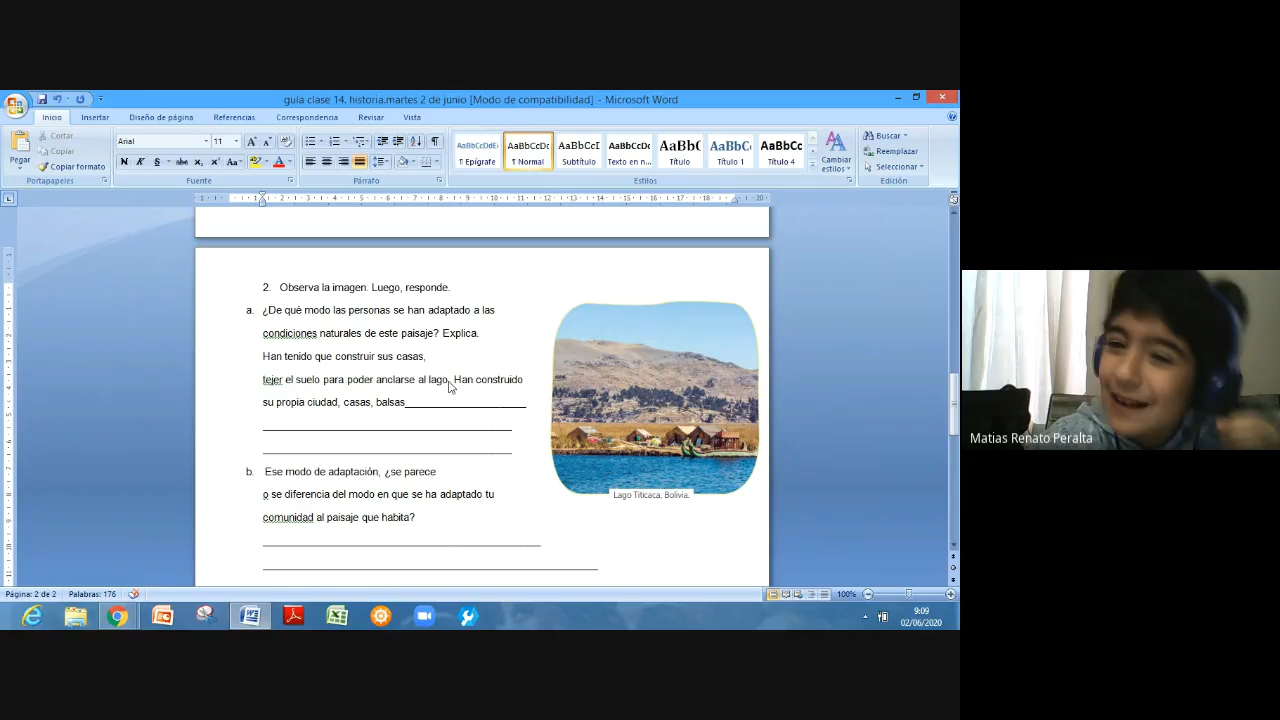 guía clase 14. historia.martes 2 de junio [Modo de compatibilidad] - Microsoft Word
Inicio Insertar Diseño de página Referencias Correspondencia Revisar Vista
Pegar
Cortar
Copiar
Copiar formato
Portapapeles
Arial 11
Fuente
Párrafo
AaBbCcDdE AaBbCcDc AaBbCcI AaBbCcDc AaBbC AaBbC AaBbCc
¶ Epígrafe ¶ Normal Subtítulo Texto en n... Título Título 1 Título 4
Cambiar estilos
Estilos
Buscar
Reemplazar
Seleccionar
Edición
2. Observa la imagen. Luego, responde.
a. ¿De qué modo las personas se han adaptado a las
condiciones naturales de este paisaje? Explica.
Han tenido que construir sus casas,
tejer el suelo para poder anclarse al lago, Han construido
su propia ciudad, casas, balsas
b. Ese modo de adaptación, ¿se parece
o se diferencia del modo en que se ha adaptado tu
comunidad al paisaje que habita?
Lago Titicaca, Bolivia.
Matias Renato Peralta
Página: 2 de 2 Palabras: 176 100%
9:09
02/06/2020